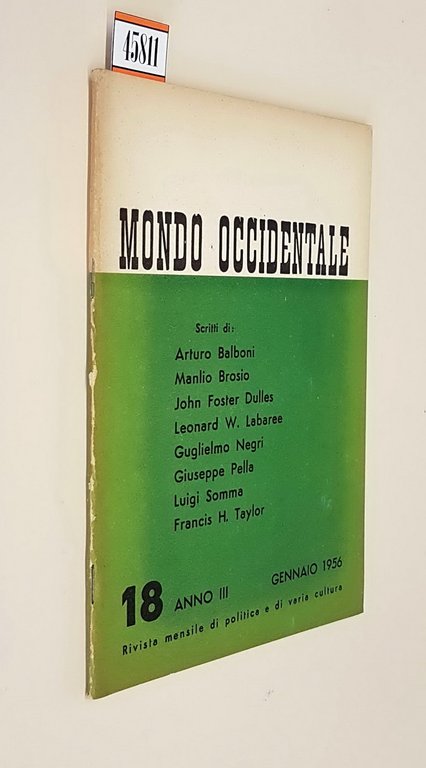 45811
MONDO OCCIDENTALE
Scritti di:
Arturo Balboni
Manlio Brosio
John Foster Dulles
Leonard W. Labaree
Guglielmo Negri
Giuseppe Pella
Luigi Somma
Francis H. Taylor
18 ANNO III GENNAIO 1956
Rivista mensile di politica e di varia cultura